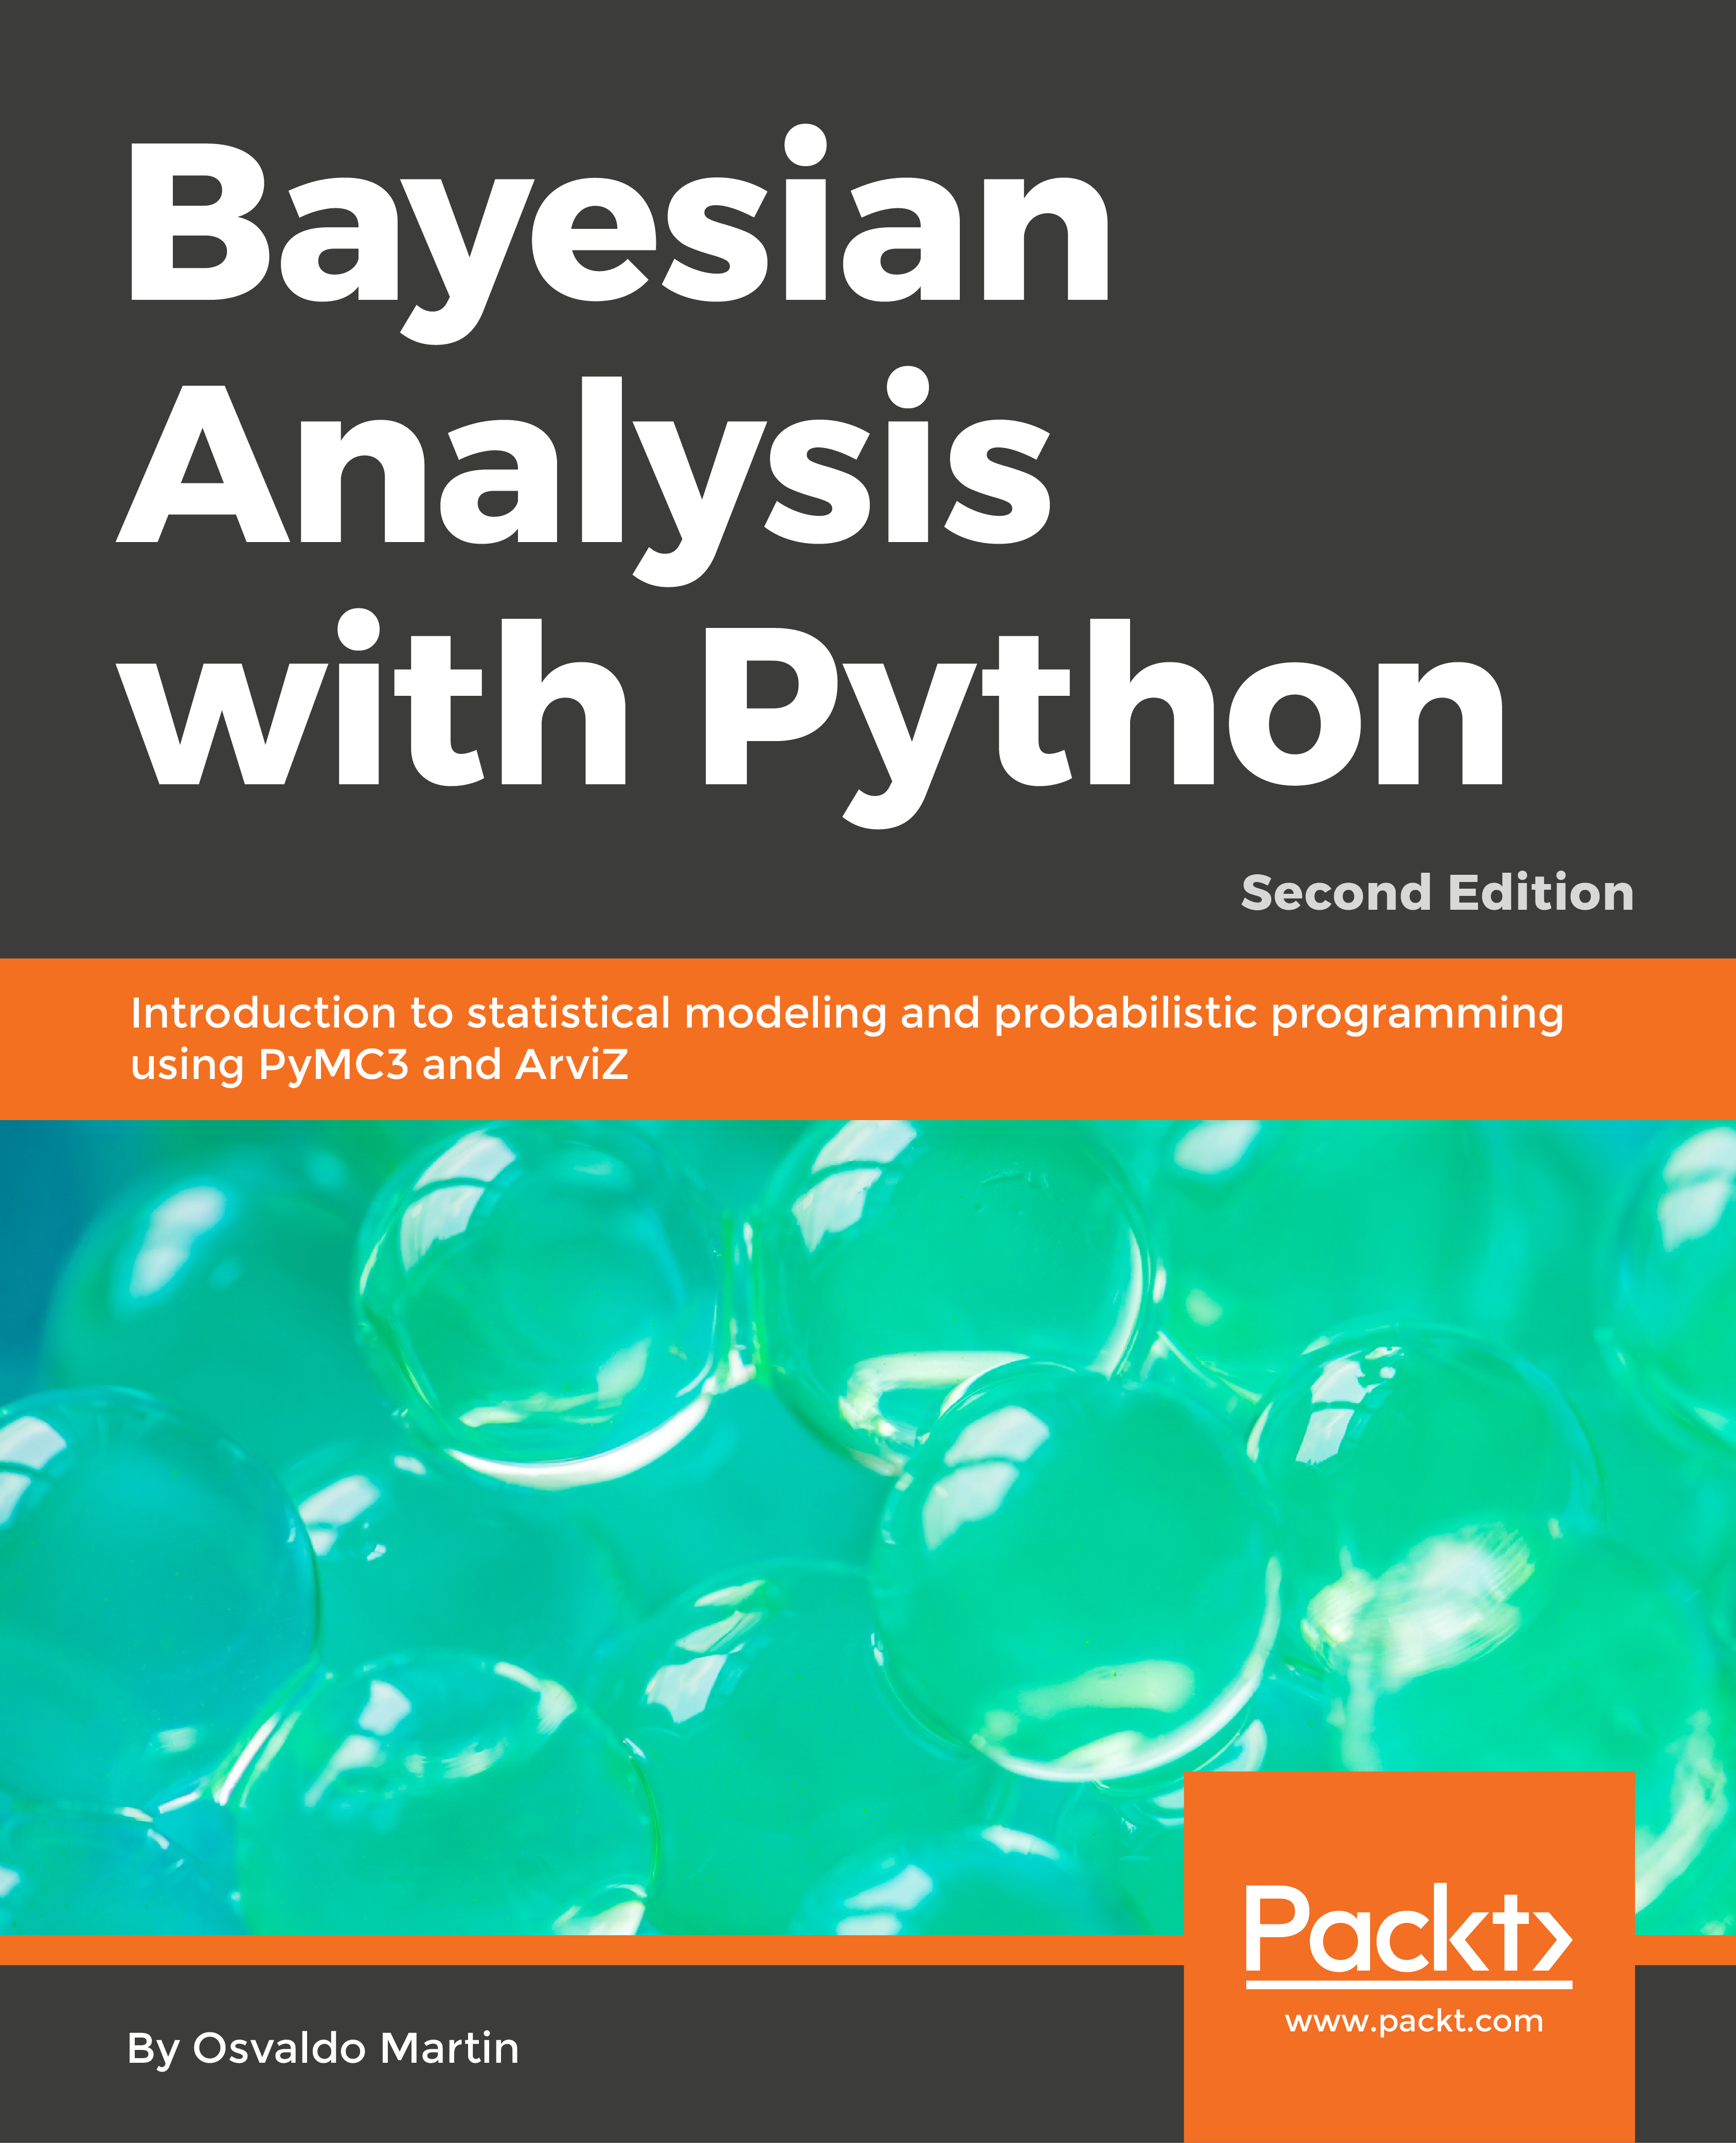 Bayesian
Analysis
with Python
Second Edition
Introduction to statistical modeling and probabilistic programming
using PyMC3 and ArviZ
Packt>
www.packt.com
By Osvaldo Martin